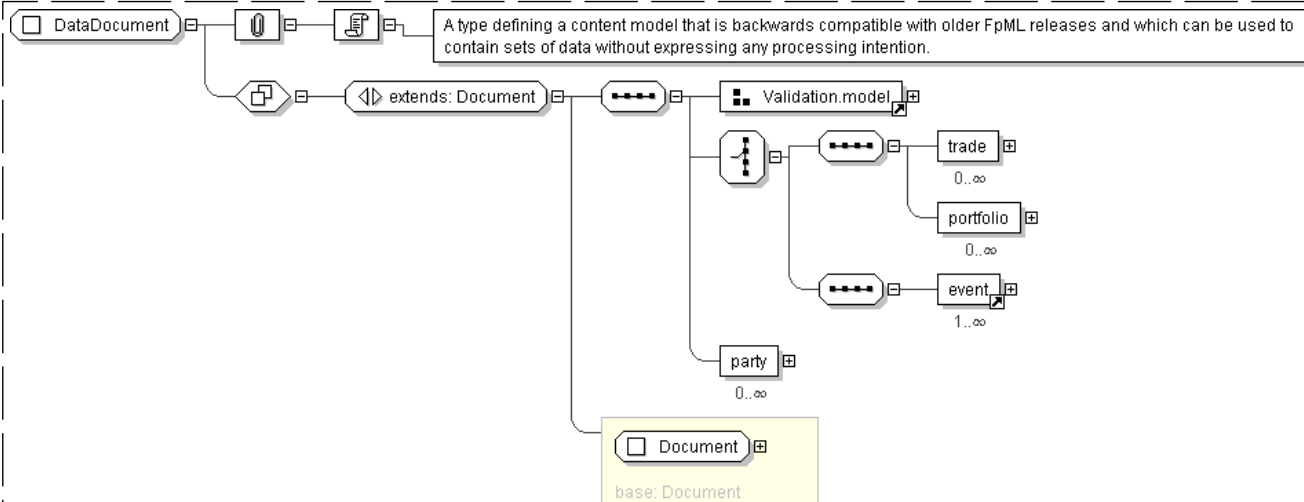 DataDocument
A type defining a content model that is backwards compatible with older FpML releases and which can be used to
contain sets of data without expressing any processing intention.
extends: Document
Validation.model
trade
0..∞
portfolio
0..∞
event
1..∞
party
0..∞
Document
base: Document